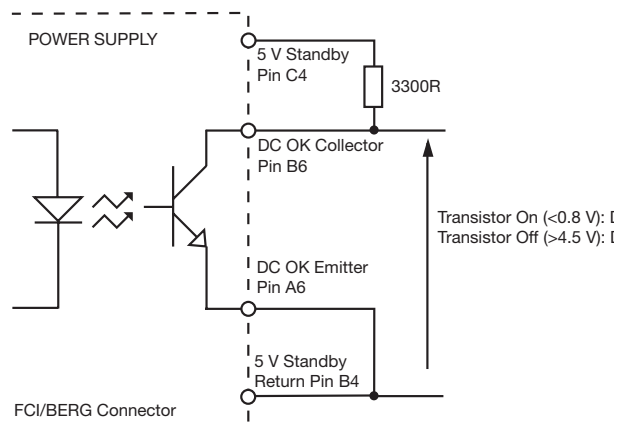 POWER SUPPLY
5 V Standby
Pin C4
3300R
DC OK Collector
Pin B6
Transistor On (<0.8 V):
Transistor Off (>4.5 V):
DC OK Emitter
Pin A6
5 V Standby
Return Pin B4
FCI/BERG Connector